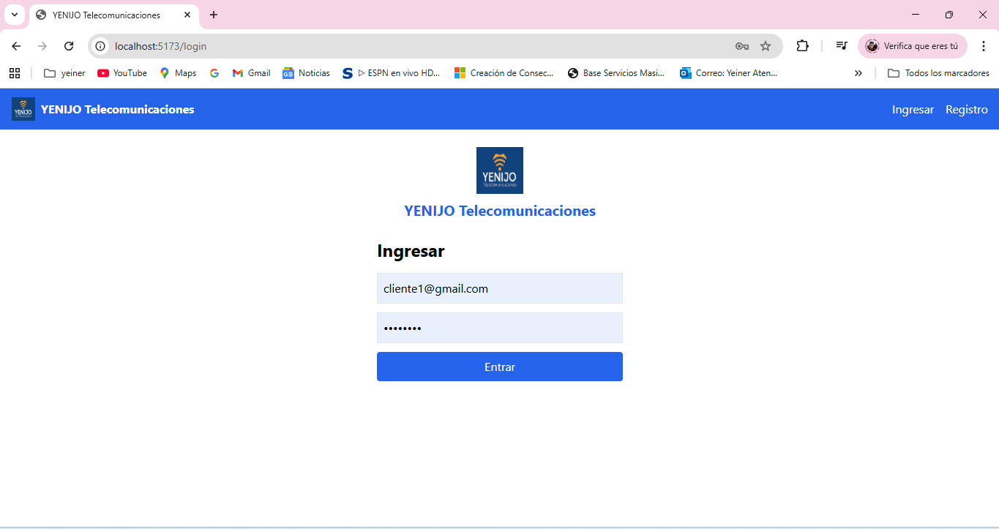 YENIJO Telecomunicaciones
localhost:5173/login
Verifica que eres tú
yeiner
YouTube
Maps
Gmail
Noticias
ESPN en vivo HD...
Creación de Consec...
Base Servicios Masi...
Correo: Yeiner Aten...
Todos los marcadores
YENIJO
YENIJO Telecomunicaciones
Ingresar
Registro
YENIJO
TELECOMUNICACIONES
YENIJO Telecomunicaciones
Ingresar
cliente1@gmail.com
••••••••
Entrar